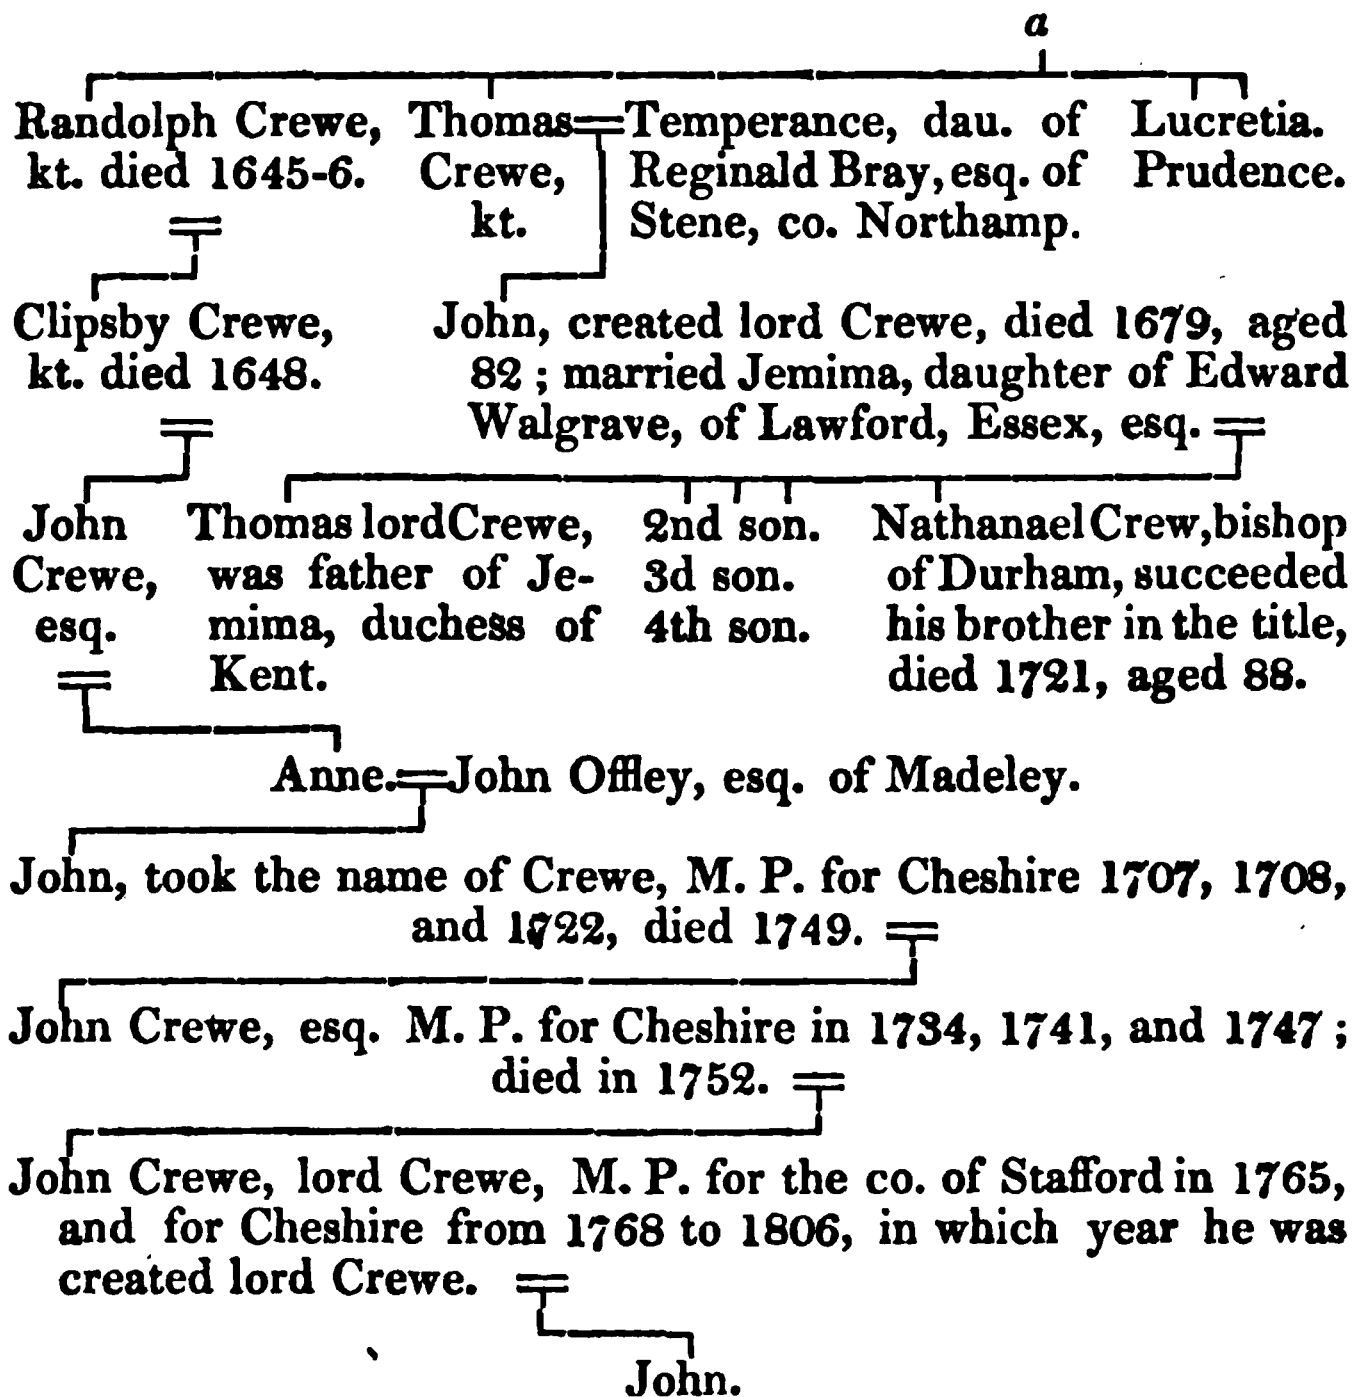 a
Randolph Crewe, Thomas=Temperance, dau. of Lucretia.
kt. died 1645-6. Crewe, Reginald Bray, esq. of Prudence.
kt. Stene, co. Northamp.
Clipsby Crewe, John, created lord Crewe, died 1679, aged
kt. died 1648. 82 ; married Jemima, daughter of Edward
Walgrave, of Lawford, Essex, esq. =
John Thomas lord Crewe, 2nd son. Nathanael Crew, bishop
Crewe, was father of Je- 3d son. of Durham, succeeded
esq. mima, duchess of 4th son. his brother in the title,
Kent. died 1721, aged 88.
Anne.=John Offley, esq. of Madeley.
John, took the name of Crewe, M. P. for Cheshire 1707, 1708,
and 1722, died 1749. =
John Crewe, esq. M. P. for Cheshire in 1734, 1741, and 1747 ;
died in 1752. =
John Crewe, lord Crewe, M. P. for the co. of Stafford in 1765,
and for Cheshire from 1768 to 1806, in which year he was
created lord Crewe. =
John.